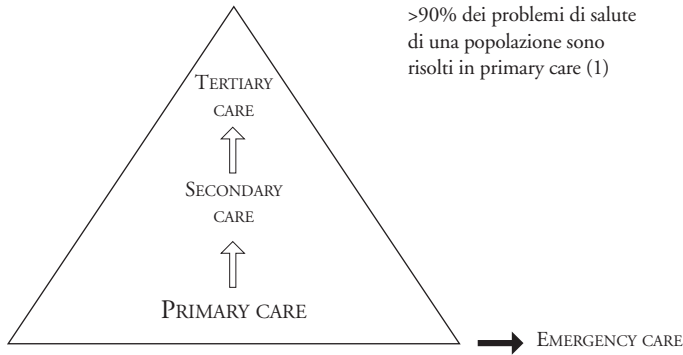 >90% dei problemi di salute
di una popolazione sono
risolti in primary care (1)
TERTIARY
CARE
SECONDARY
CARE
PRIMARY CARE
EMERGENCY CARE